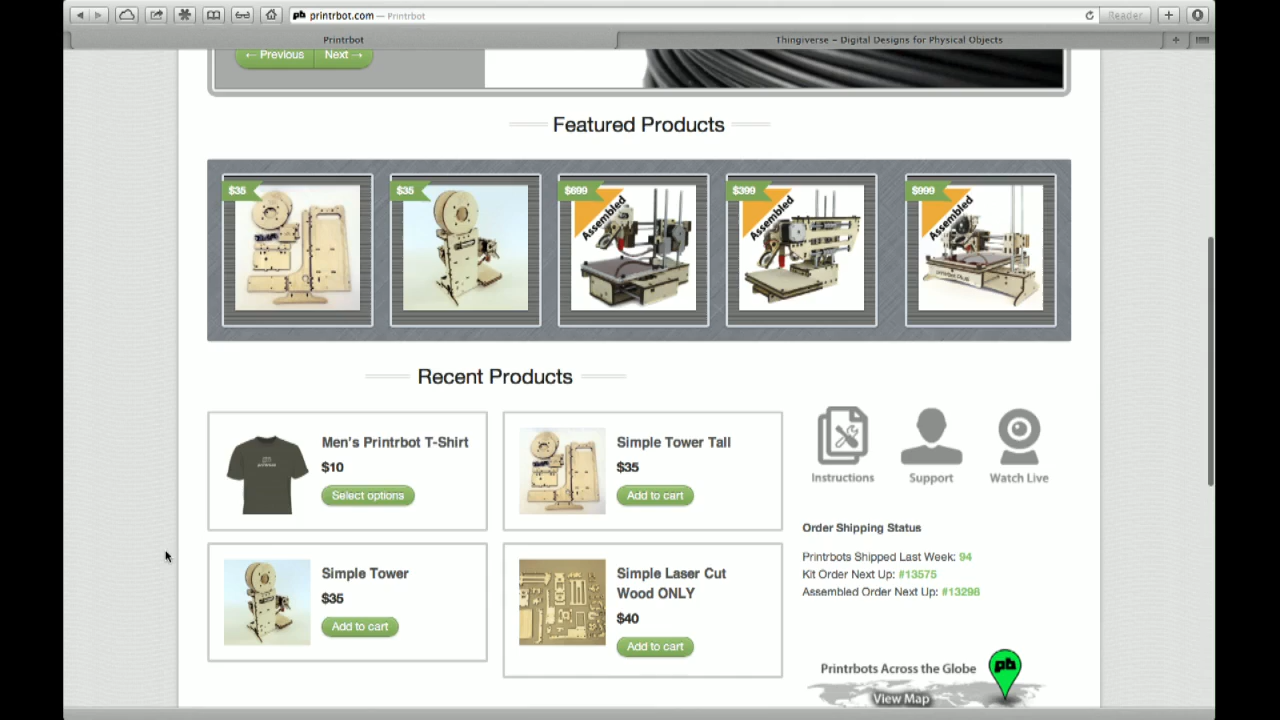 pb printrbot.com — Printrbot
Reader
Printrbot
Thingiverse – Digital Designs for Physical Objects
← Previous
Next →
Featured Products
$35
$35
$699
Assembled
$399
Assembled
$999
Assembled
Recent Products
Men's Printrbot T-Shirt
$10
Select options
Simple Tower Tall
$35
Add to cart
Simple Tower
$35
Add to cart
Simple Laser Cut
Wood ONLY
$40
Add to cart
Instructions
Support
Watch Live
Order Shipping Status
Printrbots Shipped Last Week: 94
Kit Order Next Up: #13575
Assembled Order Next Up: #13298
Printrbots Across the Globe
pb
View Map